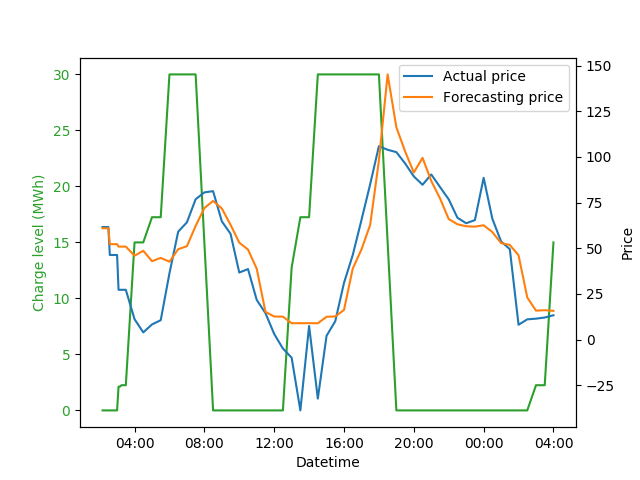 Actual price
Forecasting price
30
25
20
15
10
5
0
Charge level (MWh)
150
125
100
75
50
25
0
−25
Price
04:00 08:00 12:00 16:00 20:00 00:00 04:00
Datetime